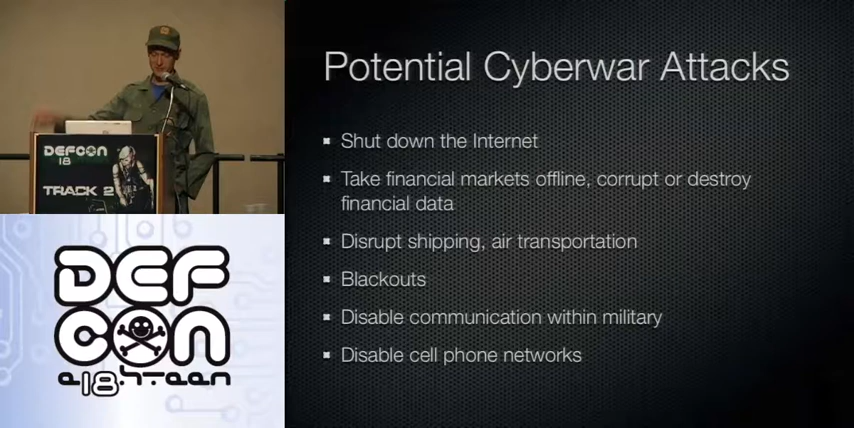 DEFCON
18
TRACK 2
DEF
CON
Potential Cyberwar Attacks
Shut down the Internet
Take financial markets offline, corrupt or destroy
financial data
Disrupt shipping, air transportation
Blackouts
Disable communication within military
Disable cell phone networks